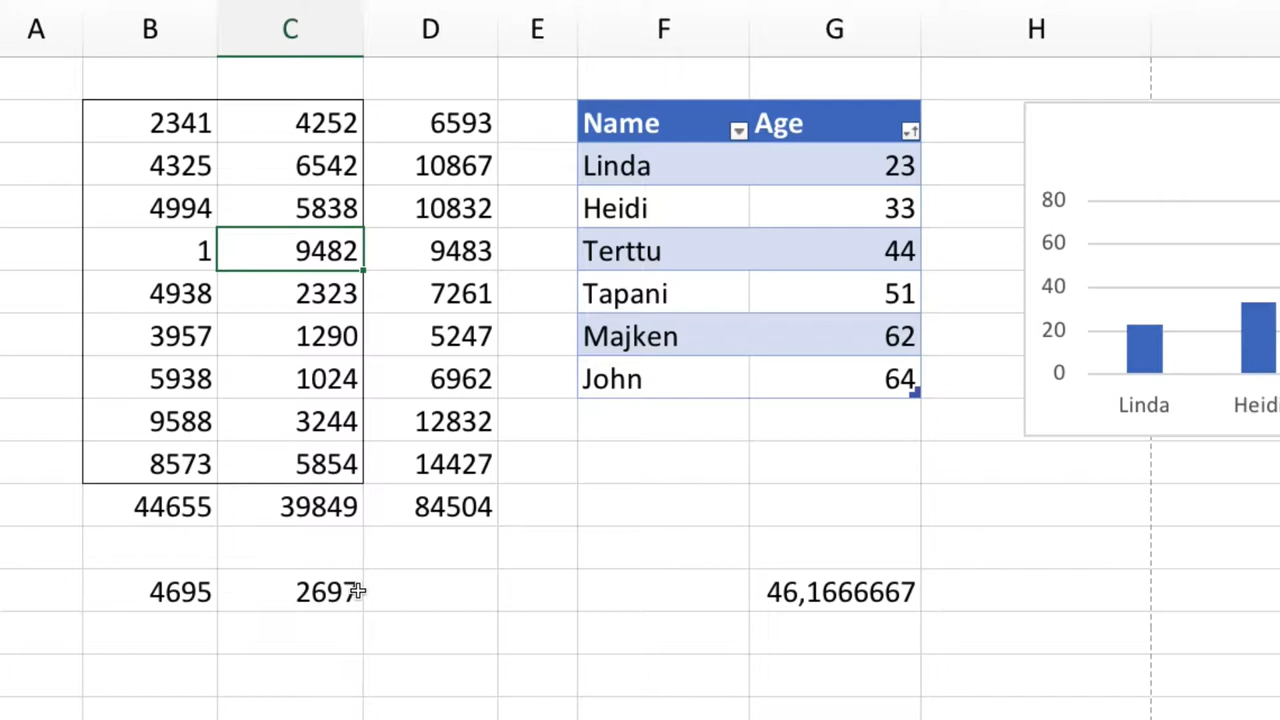 A B C D E F G H
2341 4252 6593 Name Age
4325 6542 10867 Linda 23
4994 5838 10832 Heidi 33
1 9482 9483 Terttu 44
4938 2323 7261 Tapani 51
3957 1290 5247 Majken 62
5938 1024 6962 John 64
9588 3244 12832
8573 5854 14427
44655 39849 84504
4695 2697 46,1666667
80
60
40
20
0
Linda